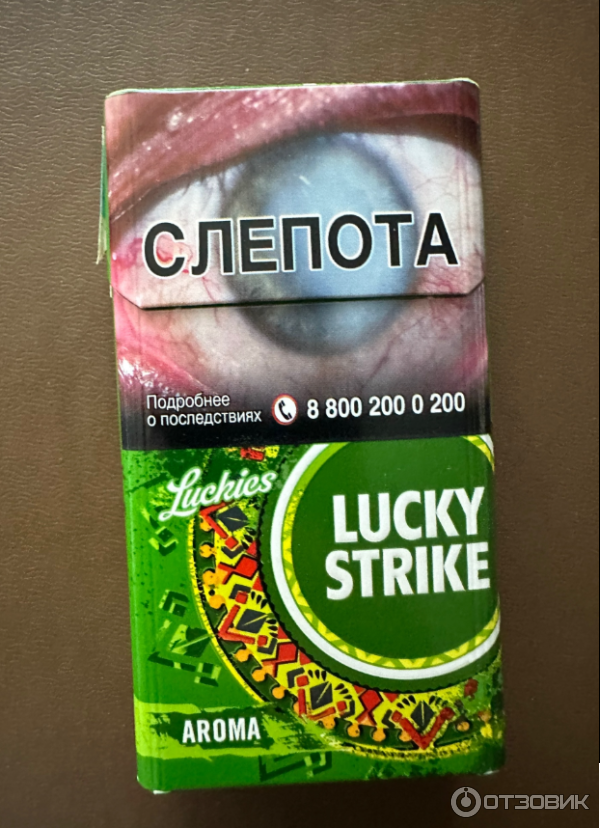 СЛЕПОТА
Подробнее
о последствиях 8 800 200 0 200
Luckies
LUCKY
STRIKE
AROMA
ОТЗОВИК